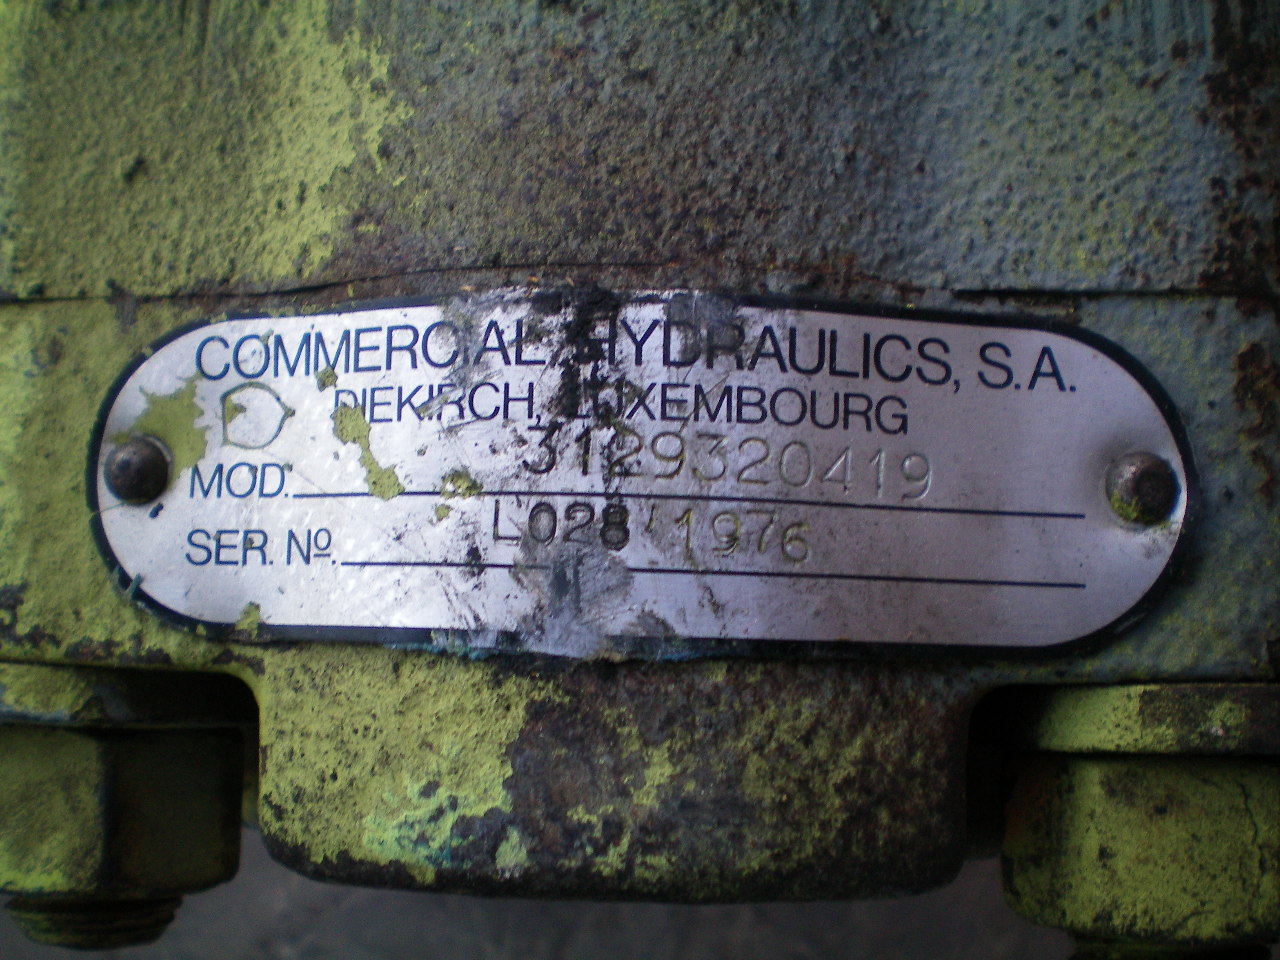 COMMERCIAL HYDRAULICS, S.A.
DIEKIRCH, LUXEMBOURG
MOD. 3129320419
SER. Nº. L028 1976